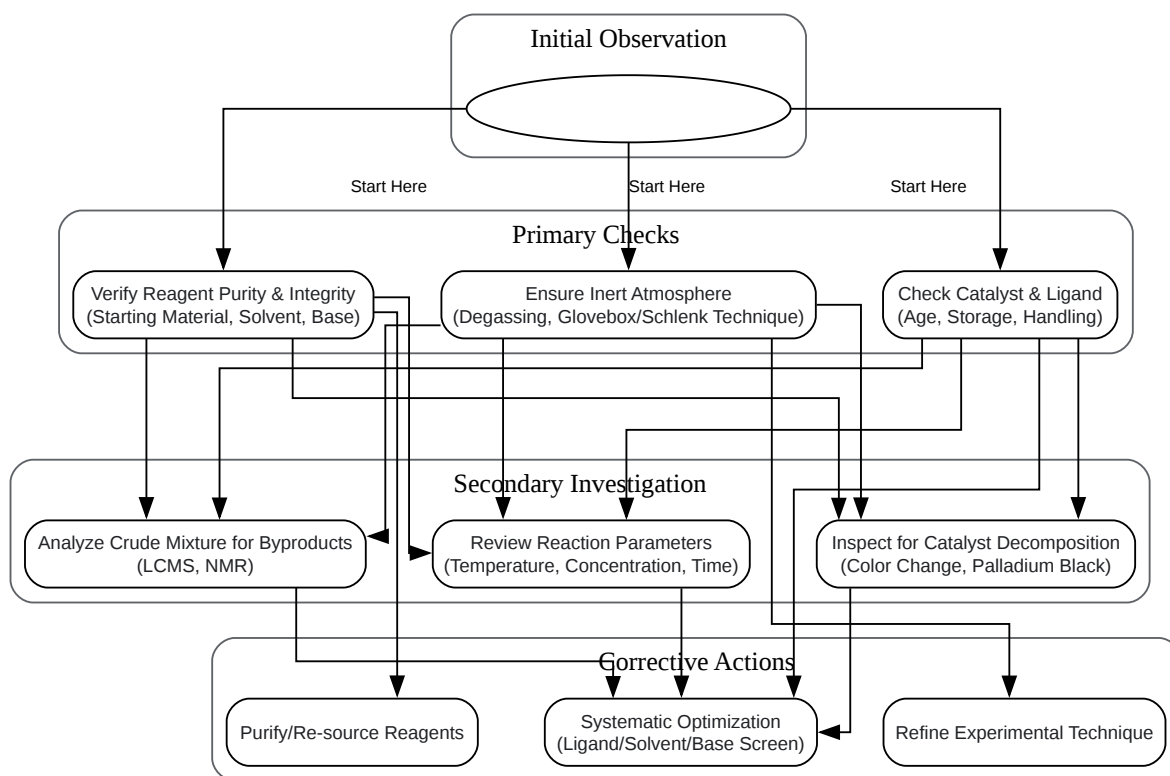 Initial Observation
Start Here
Start Here
Start Here
Primary Checks
Verify Reagent Purity & Integrity
(Starting Material, Solvent, Base)
Ensure Inert Atmosphere
(Degassing, Glovebox/Schlenk Technique)
Check Catalyst & Ligand
(Age, Storage, Handling)
Secondary Investigation
Analyze Crude Mixture for Byproducts
(LCMS, NMR)
Review Reaction Parameters
(Temperature, Concentration, Time)
Inspect for Catalyst Decomposition
(Color Change, Palladium Black)
Corrective Actions
Purify/Re-source Reagents
Systematic Optimization
(Ligand/Solvent/Base Screen)
Refine Experimental Technique